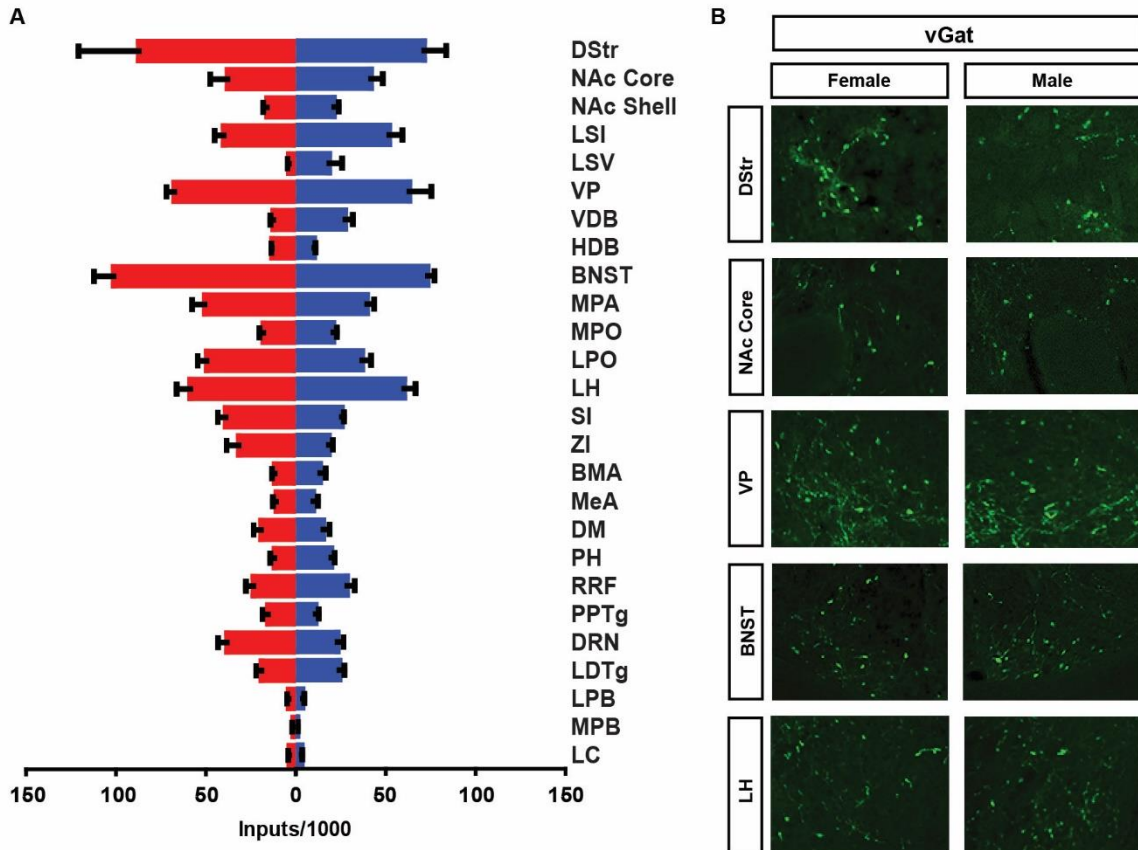 A
DStr
NAc Core
NAc Shell
LSI
LSV
VP
VDB
HDB
BNST
MPA
MPO
LPO
LH
SI
ZI
BMA
MeA
DM
PH
RRF
PPTg
DRN
LDTg
LPB
MPB
LC
150 100 50 0 50 100 150
Inputs/1000
B
vGat
Female Male
DStr
NAc Core
VP
BNST
LH